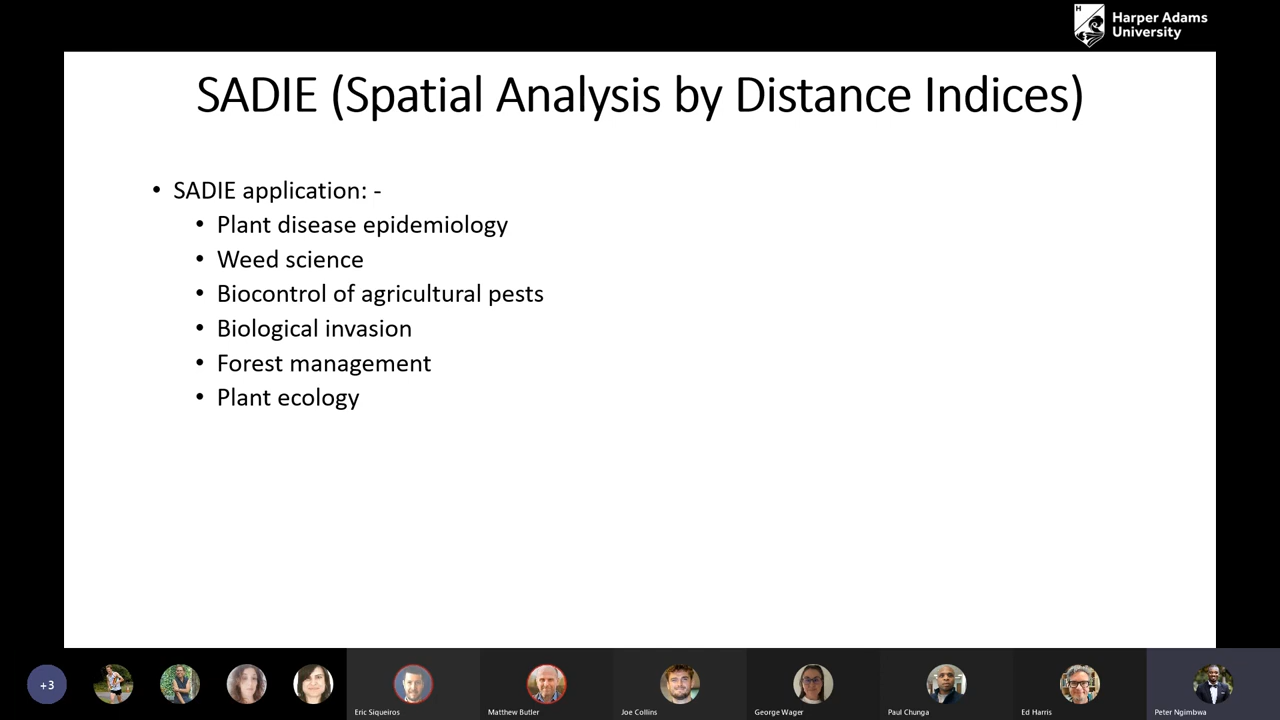 H
Harper Adams
University
SADIE (Spatial Analysis by Distance Indices)
• SADIE application: -
• Plant disease epidemiology
• Weed science
• Biocontrol of agricultural pests
• Biological invasion
• Forest management
• Plant ecology
+3
Eric Siqueiros
Matthew Butler
Joe Collins
George Wager
Paul Chunga
Ed Harris
Peter Ngimbwa